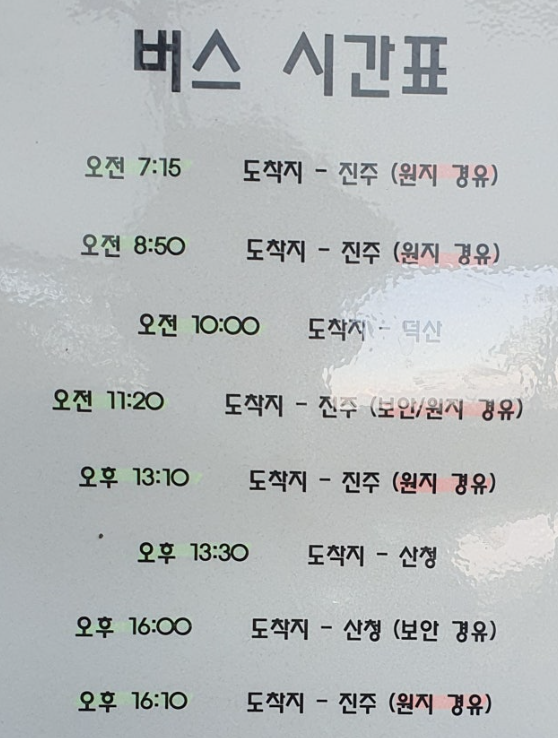 버스 시간표
오전 7:15 도착지 - 진주 (원지 경유)
오전 8:50 도착지 - 진주 (원지 경유)
오전 10:00 도착지 - 덕산
오전 11:20 도착지 - 진주 (보안/원지 경유)
오후 13:10 도착지 - 진주 (원지 경유)
오후 13:30 도착지 - 산청
오후 16:00 도착지 - 산청 (보안 경유)
오후 16:10 도착지 - 진주 (원지 경유)